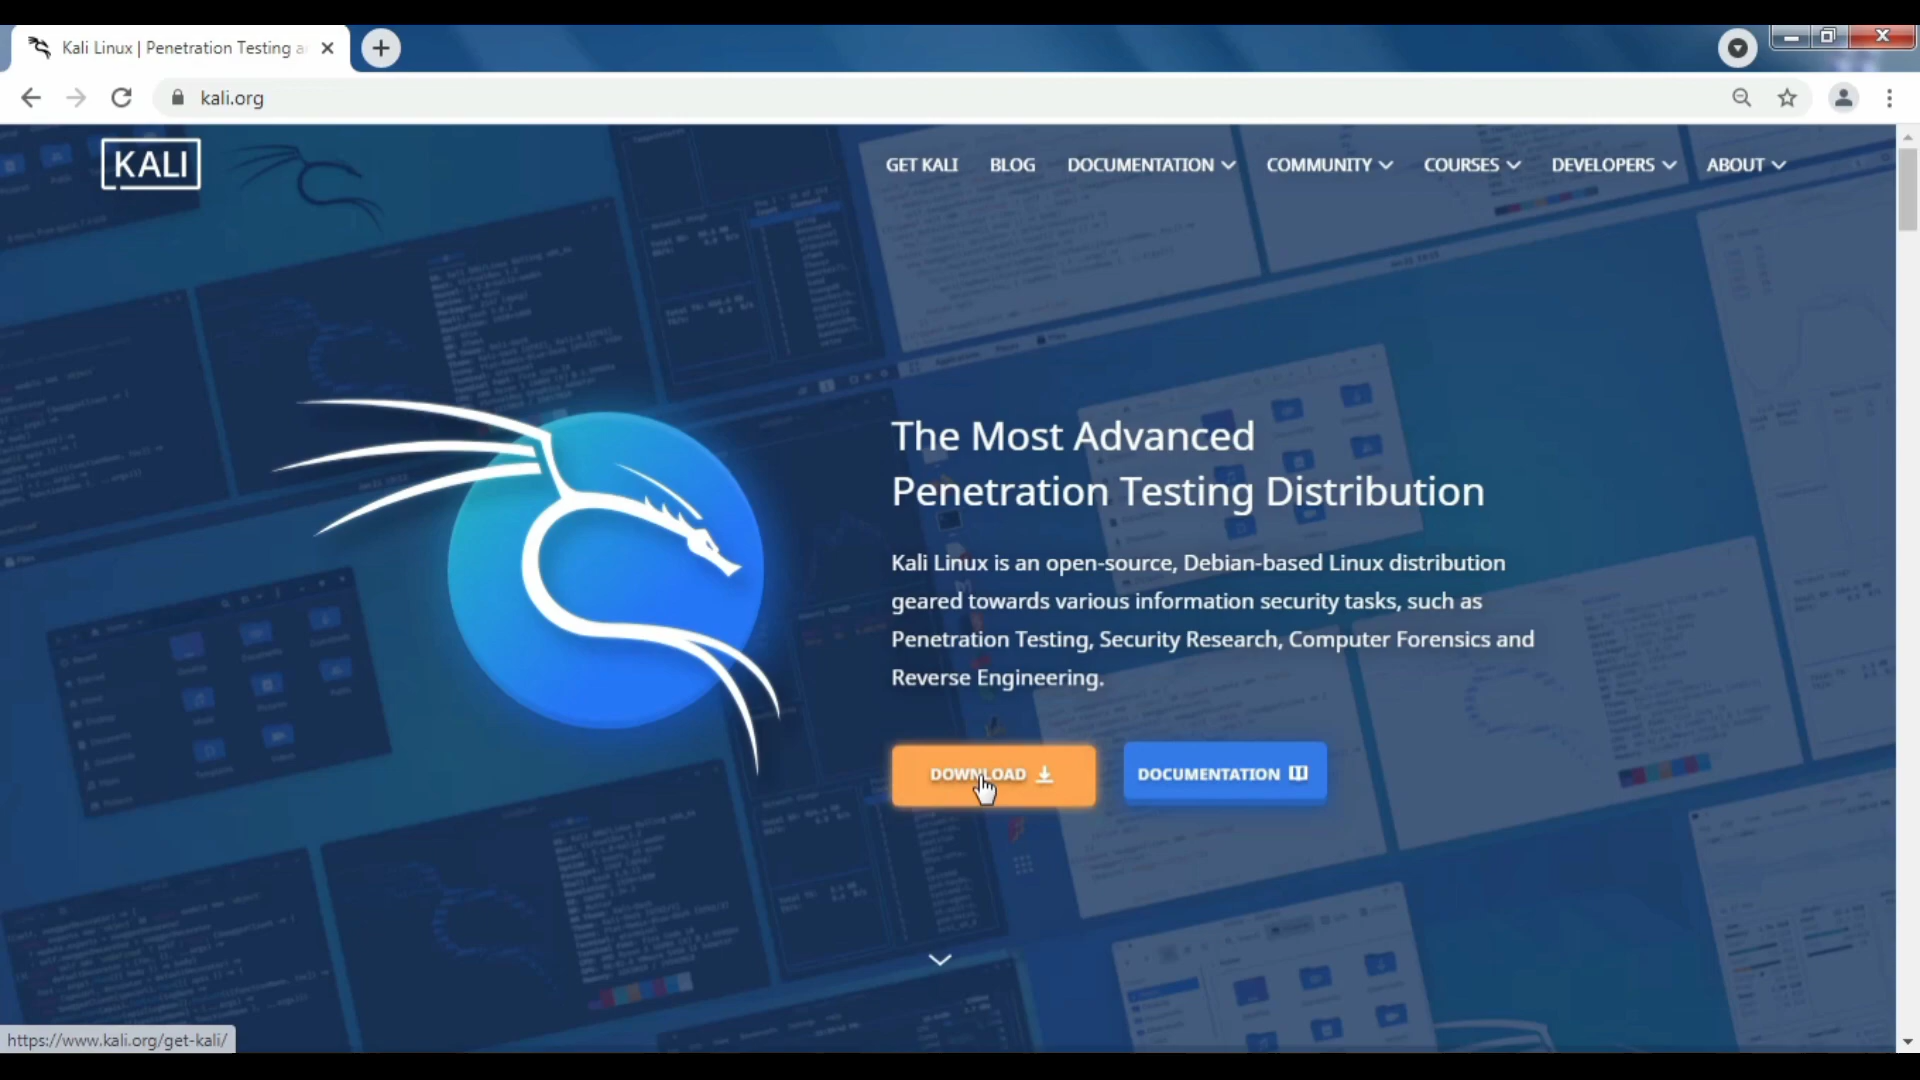 Kali Linux | Penetration Testing a
kali.org
KALI
GET KALI
BLOG
DOCUMENTATION
COMMUNITY
COURSES
DEVELOPERS
ABOUT
The Most Advanced
Penetration Testing Distribution
Kali Linux is an open-source, Debian-based Linux distribution
geared towards various information security tasks, such as
Penetration Testing, Security Research, Computer Forensics and
Reverse Engineering.
DOWNLOAD
DOCUMENTATION
https://www.kali.org/get-kali/